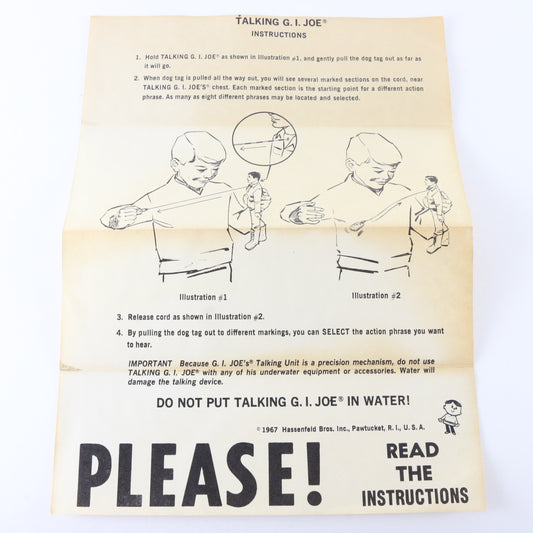 TALKING G. I. JOE®
INSTRUCTIONS
1. Hold TALKING G. I. JOE® as shown in Illustration #1, and gently pull the dog tag out as far as
it will go.
2. When dog tag is pulled all the way out, you will see several marked sections on the cord, near
TALKING G. I. JOE'S® chest. Each marked section is the starting point for a different action
phrase. As many as eight different phrases may be located and selected.
Illustration #1
Illustration #2
3. Release cord as shown in Illustration #2.
4. By pulling the dog tag out to different markings, you can SELECT the action phrase you want
to hear.
IMPORTANT Because G. I. JOE's® Talking Unit is a precision mechanism, do not use
TALKING G. I. JOE® with any of his underwater equipment or accessories. Water will
damage the talking device.
DO NOT PUT TALKING G. I. JOE® IN WATER!
© 1967 Hassenfeld Bros. Inc., Pawtucket, R. I., U. S. A.
PLEASE!
READ
THE
INSTRUCTIONS